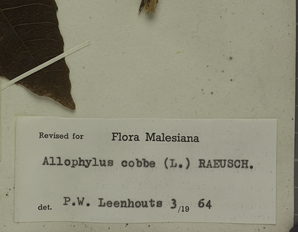 Revised for Flora Malesiana
Allophylus cobbe (L.) RAEUSCH.
det. P.W. Leenhouts 3/19 64